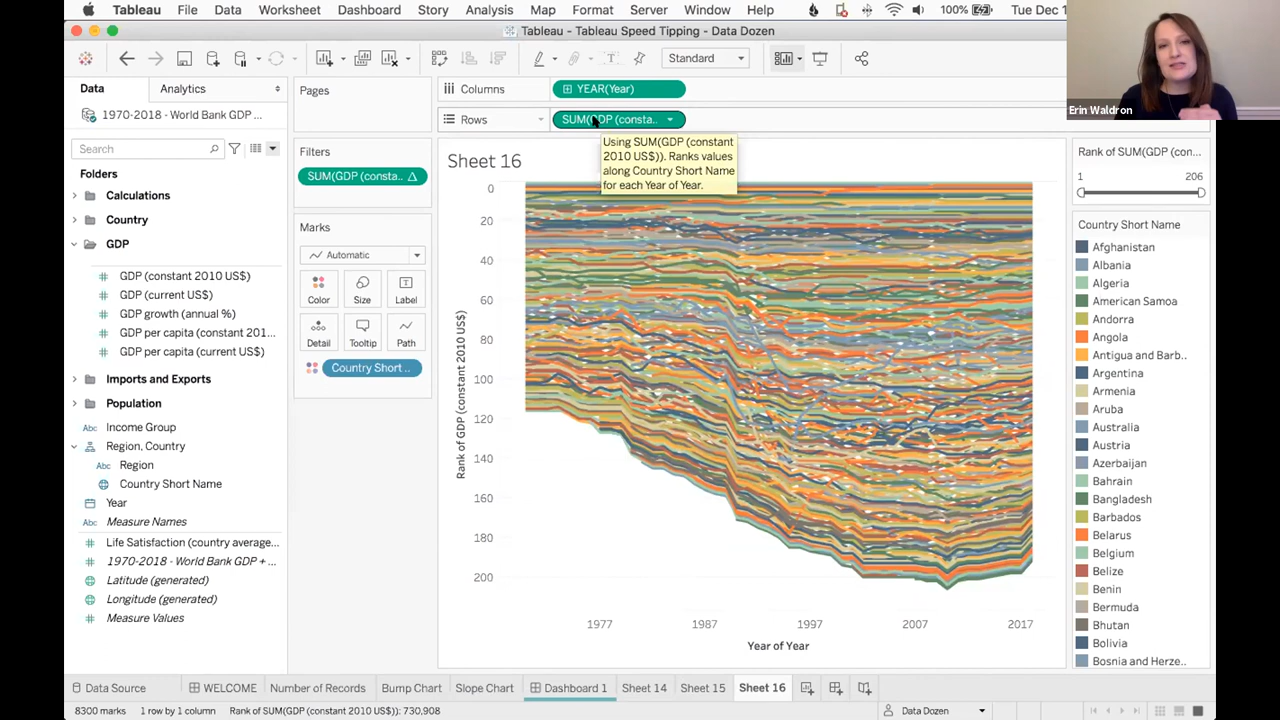 Tableau File Data Worksheet Dashboard Story Analysis Map Format Server Window Help 100% Tue Dec 1
Tableau - Tableau Speed Tipping - Data Dozen
Standard
Erin Waldron
Data Analytics
1970-2018 - World Bank GDP ...
Search
Folders
Calculations
Country
GDP
GDP (constant 2010 US$)
GDP (current US$)
GDP growth (annual %)
GDP per capita (constant 201...
GDP per capita (current US$)
Imports and Exports
Population
Abc Income Group
Region, Country
Abc Region
Country Short Name
Year
Abc Measure Names
Life Satisfaction (country average...
1970-2018 - World Bank GDP + ...
Latitude (generated)
Longitude (generated)
Measure Values
Pages
Filters
SUM(GDP (consta..
Marks
Automatic
Color Size Label
Detail Tooltip Path
Country Short ..
Columns YEAR(Year)
Rows SUM(GDP (consta..
Using SUM(GDP (constant
2010 US$)). Ranks values
along Country Short Name
for each Year of Year.
Sheet 16
Rank of GDP (constant 2010 US$)
0
20
40
60
80
100
120
140
160
180
200
1977 1987 1997 2007 2017
Year of Year
Rank of SUM(GDP (con...
1 206
Country Short Name
Afghanistan
Albania
Algeria
American Samoa
Andorra
Angola
Antigua and Barb..
Argentina
Armenia
Aruba
Australia
Austria
Azerbaijan
Bahrain
Bangladesh
Barbados
Belarus
Belgium
Belize
Benin
Bermuda
Bhutan
Bolivia
Bosnia and Herze..
Data Source WELCOME Number of Records Bump Chart Slope Chart Dashboard 1 Sheet 14 Sheet 15 Sheet 16
8300 marks 1 row by 1 column Rank of SUM(GDP (constant 2010 US$)): 730,908 Data Dozen